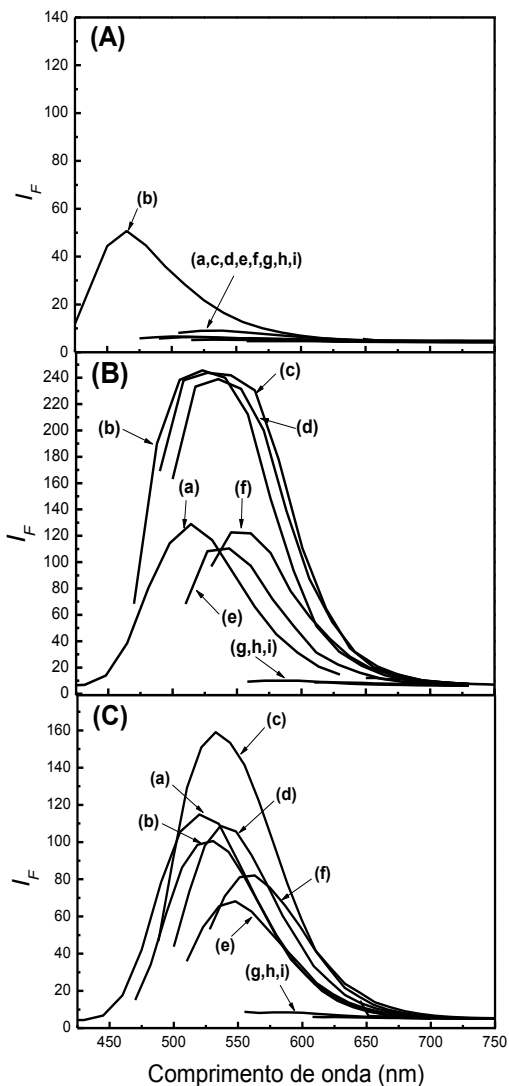 (A)
140
120
100
80
60
40
20
0
I_F
(b)
(a,c,d,e,f,g,h,i)
(B)
240
220
200
180
160
140
120
100
80
60
40
20
0
I_F
(c)
(b)
(d)
(a)
(f)
(e)
(g,h,i)
(C)
160
140
120
100
80
60
40
20
0
I_F
(c)
(a)
(d)
(b)
(f)
(e)
(g,h,i)
450 500 550 600 650 700 750
Comprimento de onda (nm)